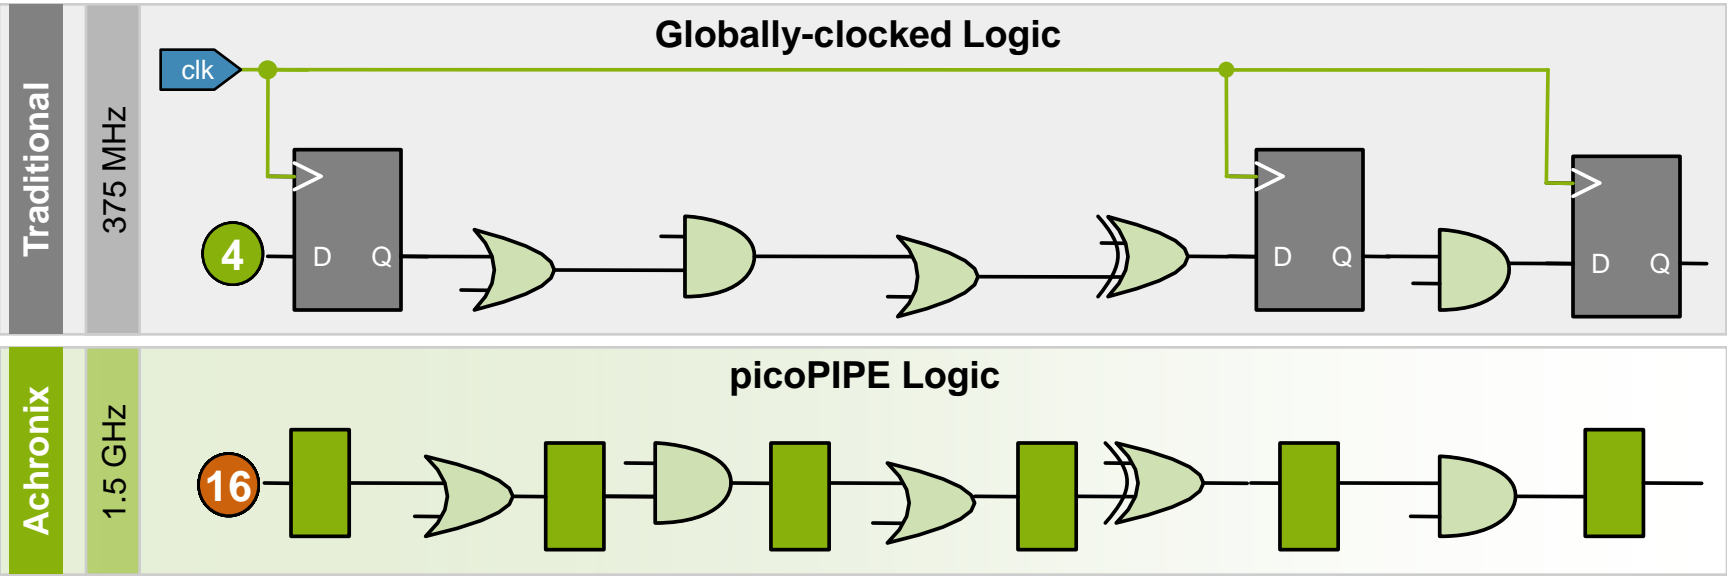 Globally-clocked Logic
Traditional
375 MHz
clk
4
D Q
D Q
D Q
picoPIPE Logic
Achronix
1.5 GHz
16